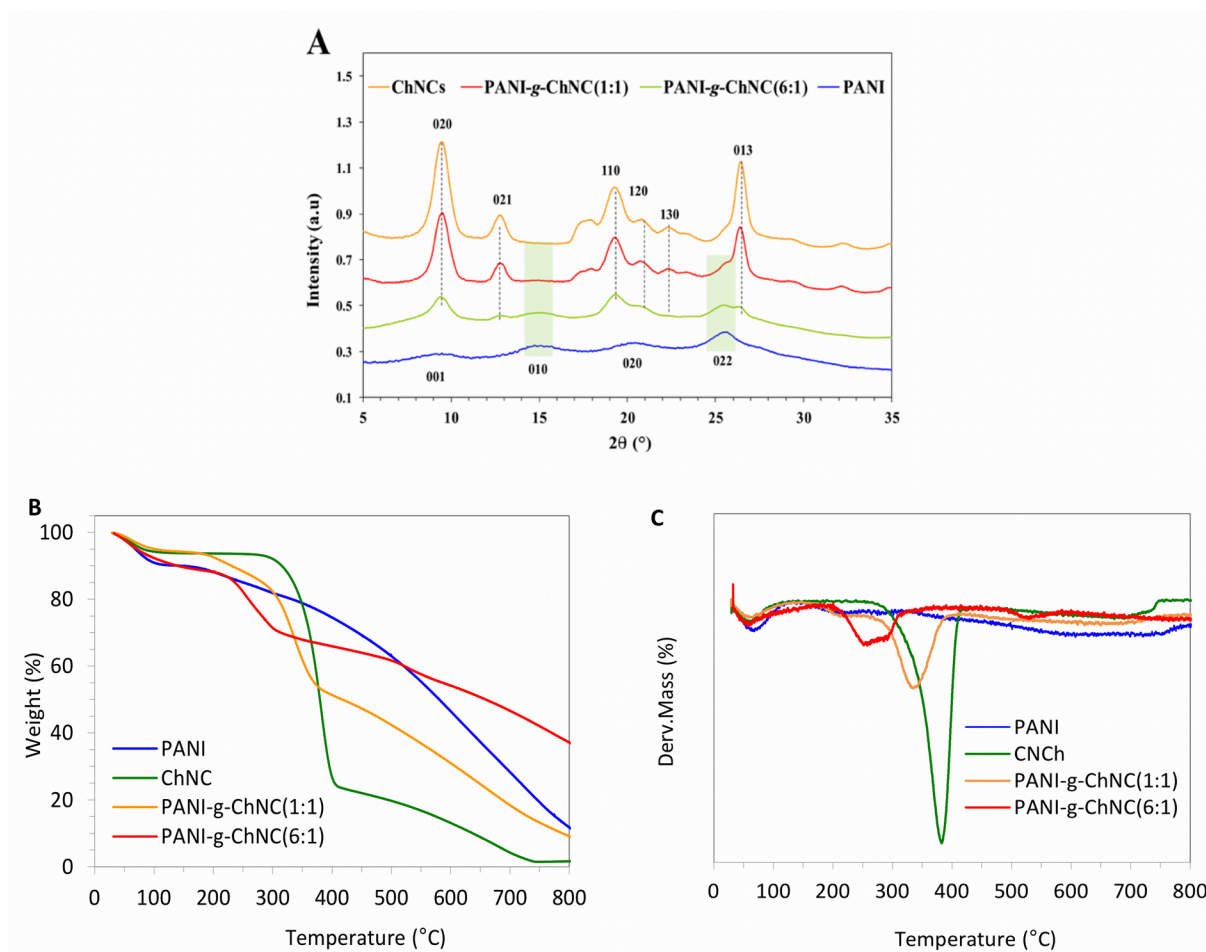 A
Intensity (a.u)
1.5
1.3
1.1
0.9
0.7
0.5
0.3
0.1
ChNCs PANI-g-ChNC(1:1) PANI-g-ChNC(6:1) PANI
020
021
110
120
130
013
001
010
020
022
5 10 15 20 25 30 35
2θ (°)
B
Weight (%)
100
80
60
40
20
0
PANI
ChNC
PANI-g-ChNC(1:1)
PANI-g-ChNC(6:1)
0 100 200 300 400 500 600 700 800
Temperature (°C)
C
Derv.Mass (%)
PANI
CNCh
PANI-g-ChNC(1:1)
PANI-g-ChNC(6:1)
0 100 200 300 400 500 600 700 800
Temperature (°C)